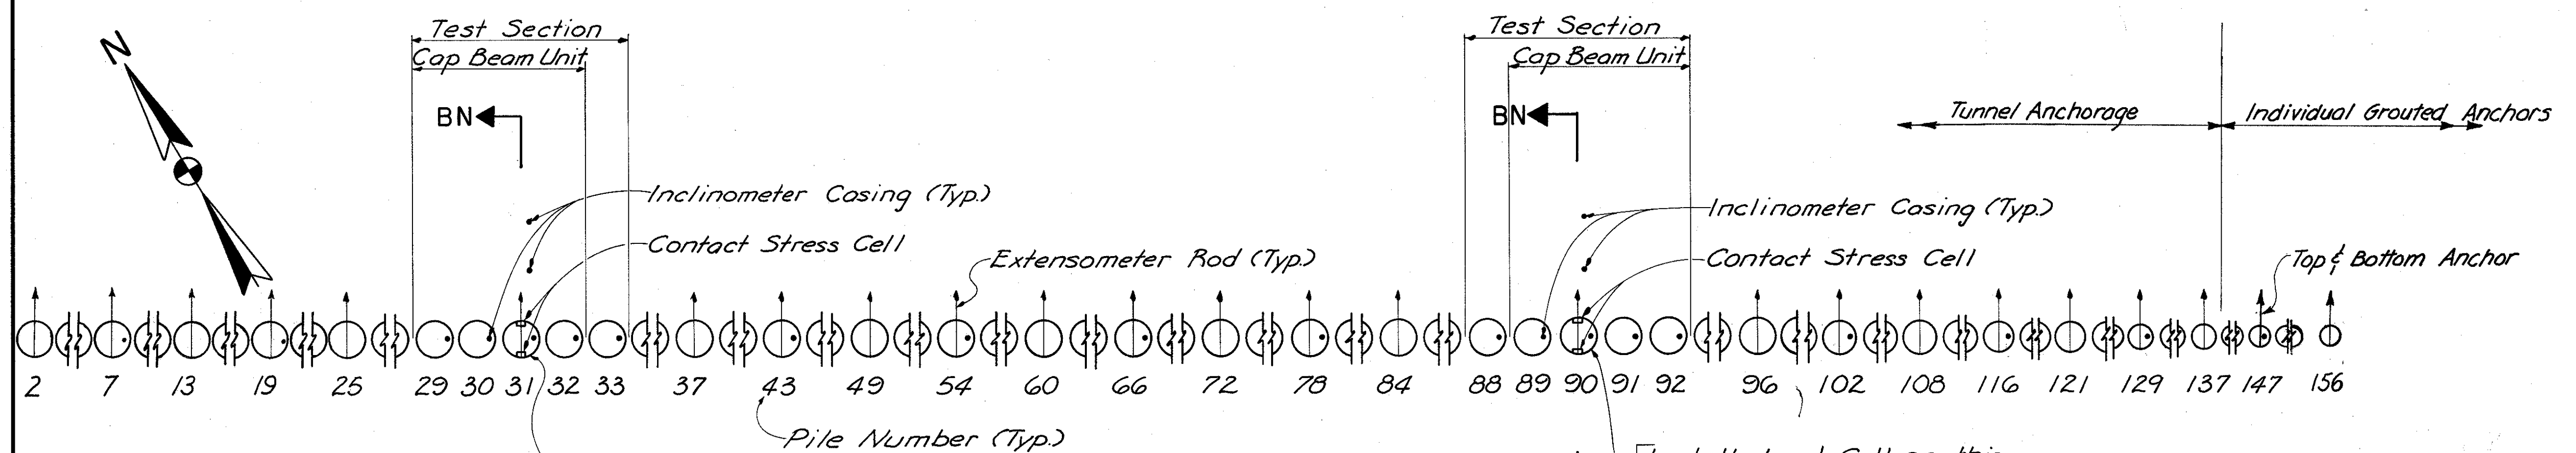 N
Test Section
Cap Beam Unit
BN
Inclinometer Casing (Typ.)
Contact Stress Cell
Extensometer Rod (Typ.)
Test Section
Cap Beam Unit
BN
Inclinometer Casing (Typ.)
Contact Stress Cell
Tunnel Anchorage
Individual Grouted Anchors
Top & Bottom Anchor
2 7 13 19 25 29 30 31 32 33 37 43 49 54 60 66 72 78 84 88 89 90 91 92 96 102 108 116 121 129 137 147 156
Pile Number (Typ.)